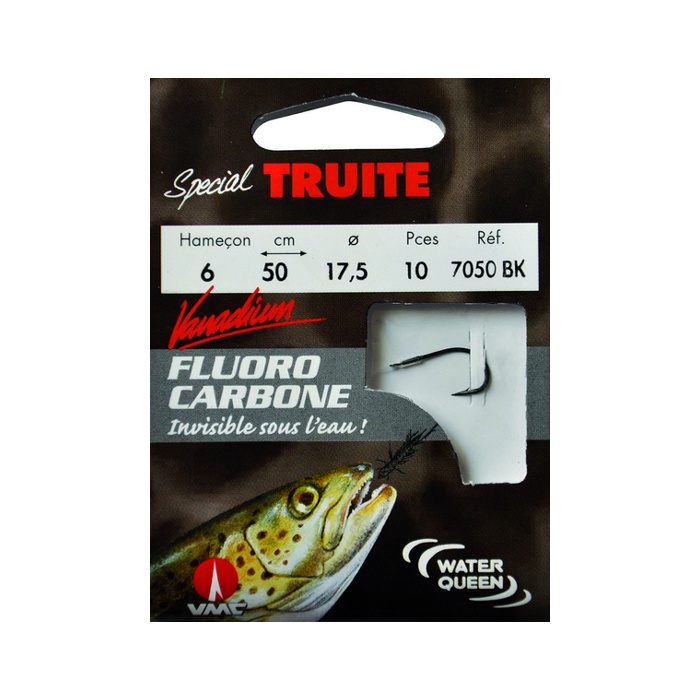 Special TRUITE
Hameçon cm ø Pces Réf.
6 50 17,5 10 7050 BK
Vanadium
FLUORO
CARBONE
Invisible sous l'eau !
WATER
QUEEN
VMC